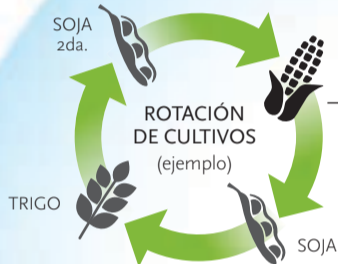 SOJA
2da.
ROTACIÓN
DE CULTIVOS
(ejemplo)
TRIGO
SOJA